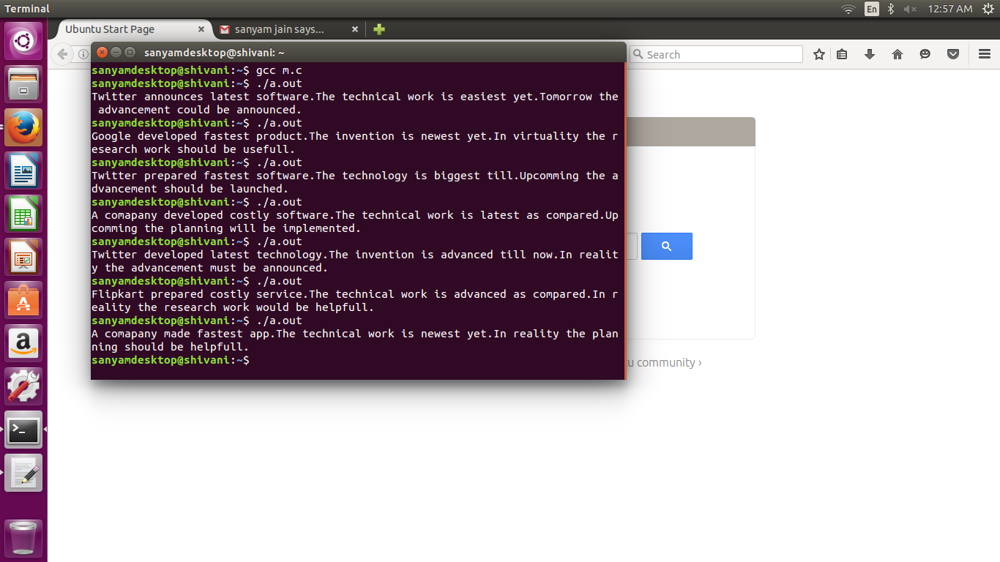 Terminal
En
12:57 AM
Ubuntu Start Page
sanyam jain says...
sanyamdesktop@shivani: ~
Search
sanyamdesktop@shivani:~$ gcc m.c
sanyamdesktop@shivani:~$ ./a.out
Twitter announces latest software.The technical work is easiest yet.Tomorrow the
advancement could be announced.
sanyamdesktop@shivani:~$ ./a.out
Google developed fastest product.The invention is newest yet.In virtuality the r
esearch work should be usefull.
sanyamdesktop@shivani:~$ ./a.out
Twitter prepared fastest software.The technology is biggest till.Upcomming the a
dvancement should be launched.
sanyamdesktop@shivani:~$ ./a.out
A comapany developed costly software.The technical work is latest as compared.Up
comming the planning will be implemented.
sanyamdesktop@shivani:~$ ./a.out
Twitter developed latest technology.The invention is advanced till now.In realit
y the advancement must be announced.
sanyamdesktop@shivani:~$ ./a.out
Flipkart prepared costly service.The technical work is advanced as compared.In r
eality the research work would be helpfull.
sanyamdesktop@shivani:~$ ./a.out
A comapany made fastest app.The technical work is newest yet.In reality the plan
ning should be helpfull.
sanyamdesktop@shivani:~$
community ›